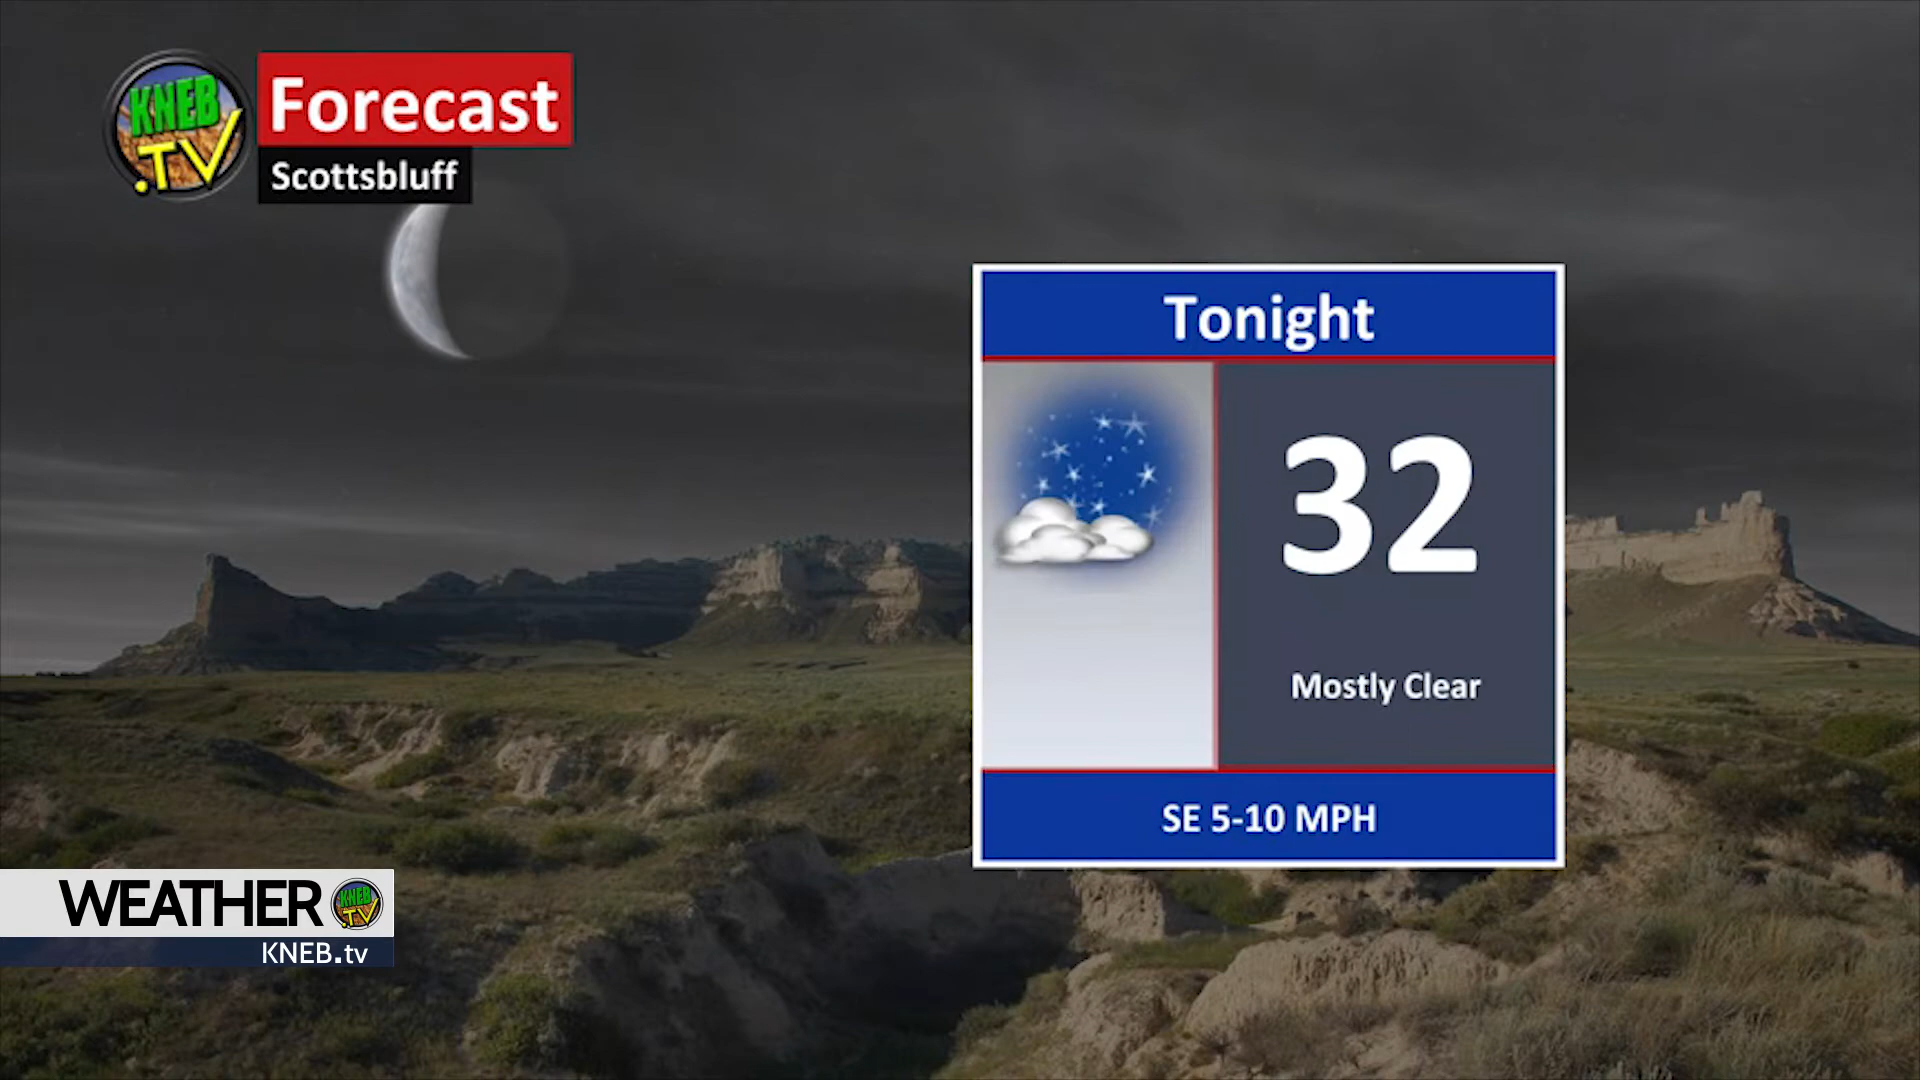 KNEB
.TV
Forecast
Scottsbluff
Tonight
32
Mostly Clear
SE 5-10 MPH
WEATHER
KNEB
.TV
KNEB.tv